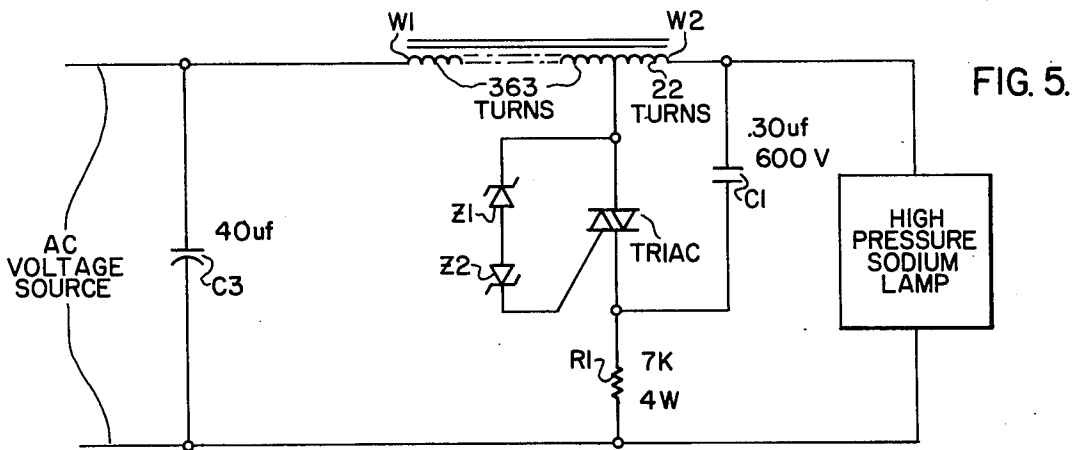 W1
W2
363
TURNS
22
TURNS
FIG. 5.
.30uf
600 V
C1
Z1
Z2
TRIAC
40uf
C3
AC
VOLTAGE
SOURCE
HIGH
PRESSURE
SODIUM
LAMP
R1
7K
4W